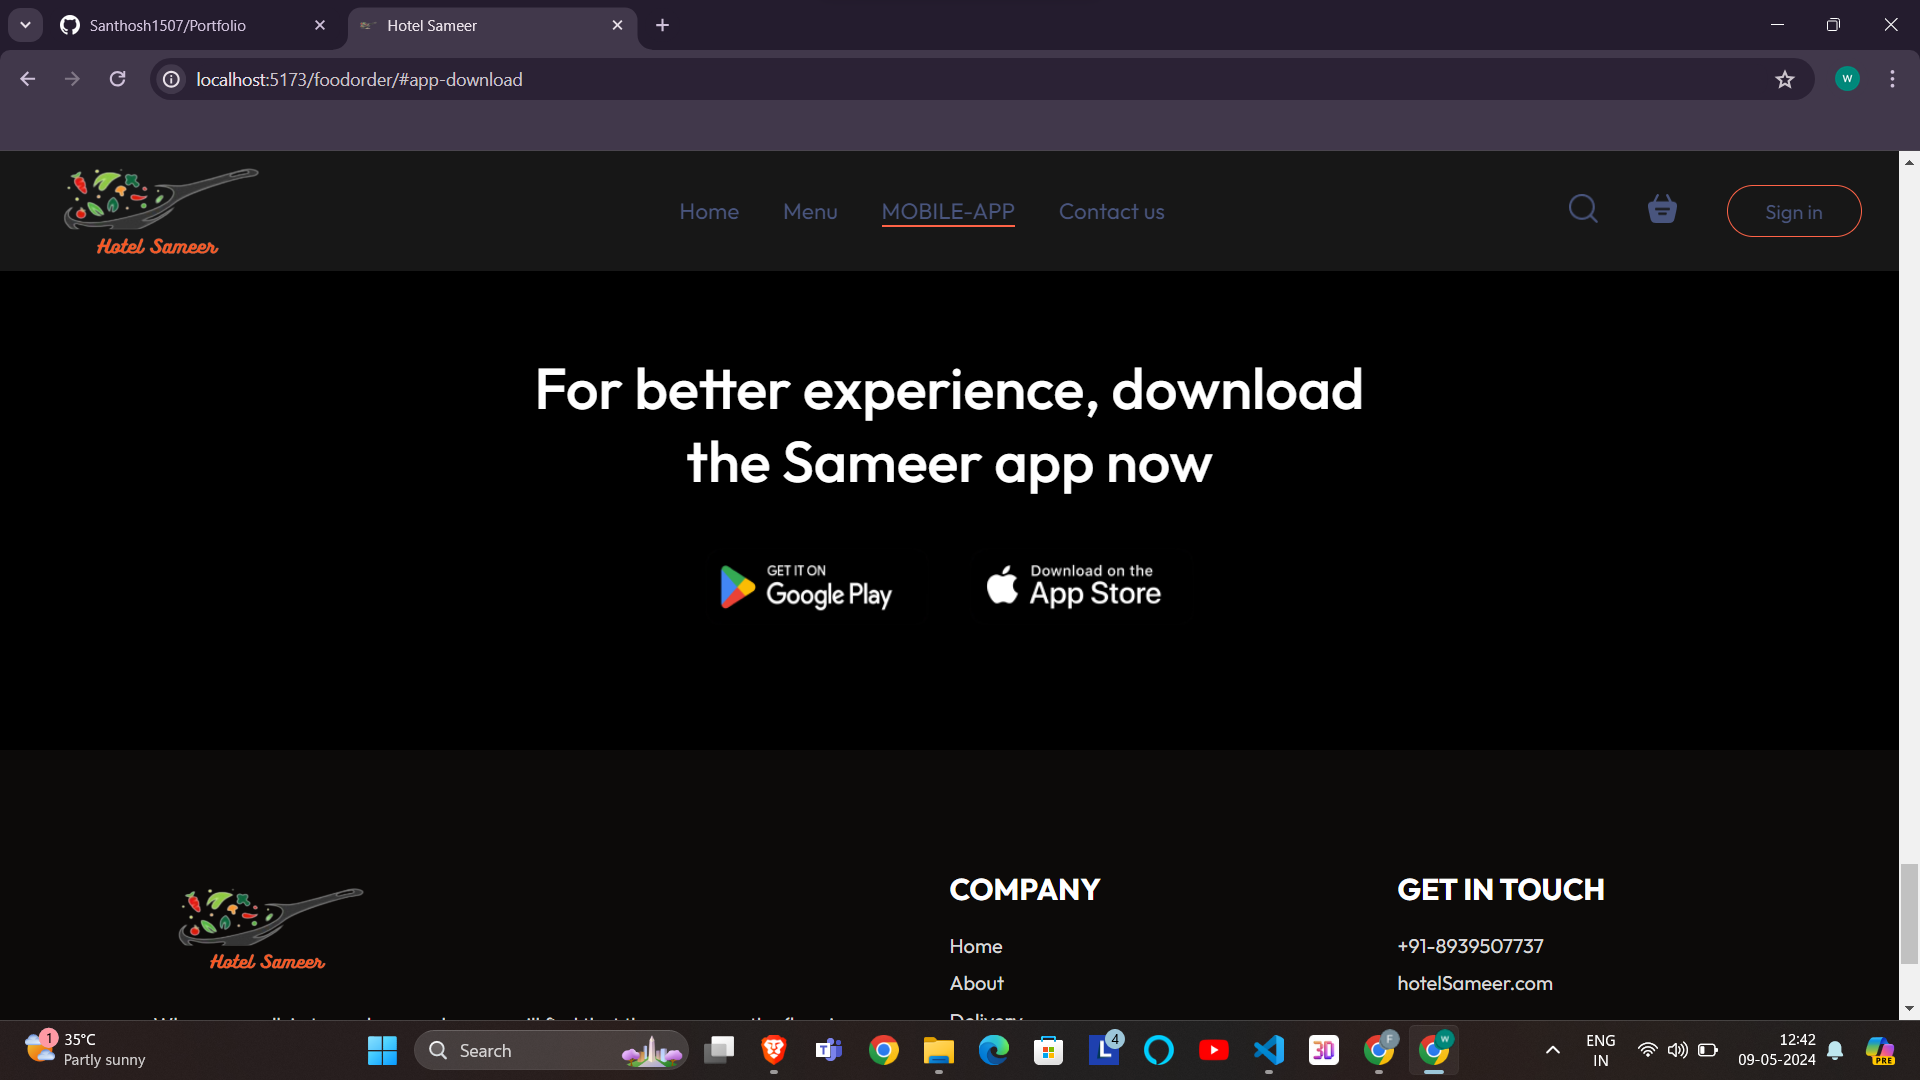 Santhosh1507/Portfolio
Hotel Sameer
localhost:5173/foodorder/#app-download
W
Hotel Sameer
Home
Menu
MOBILE-APP
Contact us
Sign in
For better experience, download
the Sameer app now
GET IT ON
Google Play
Download on the
App Store
Hotel Sameer
COMPANY
Home
About
Delivery
GET IN TOUCH
+91-8939507737
hotelSameer.com
1
35°C
Partly sunny
Search
T
L
4
30
F
W
ENG
IN
12:42
09-05-2024
PRE